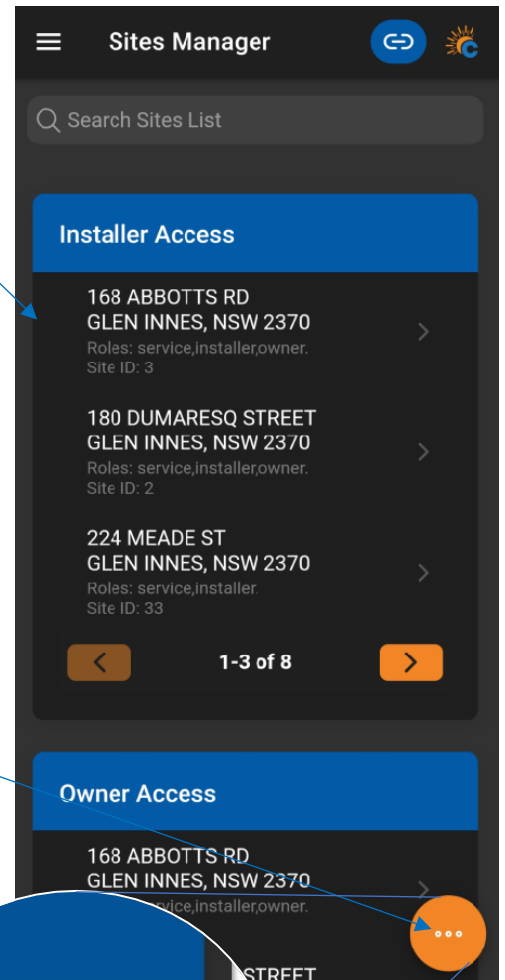 Sites Manager
Search Sites List
Installer Access
168 ABBOTTS RD
GLEN INNES, NSW 2370
Roles: service,installer,owner.
Site ID: 3
180 DUMARESQ STREET
GLEN INNES, NSW 2370
Roles: service,installer,owner.
Site ID: 2
224 MEADE ST
GLEN INNES, NSW 2370
Roles: service,installer.
Site ID: 33
1-3 of 8
Owner Access
168 ABBOTTS RD
GLEN INNES, NSW 2370
installer,owner.
STREET